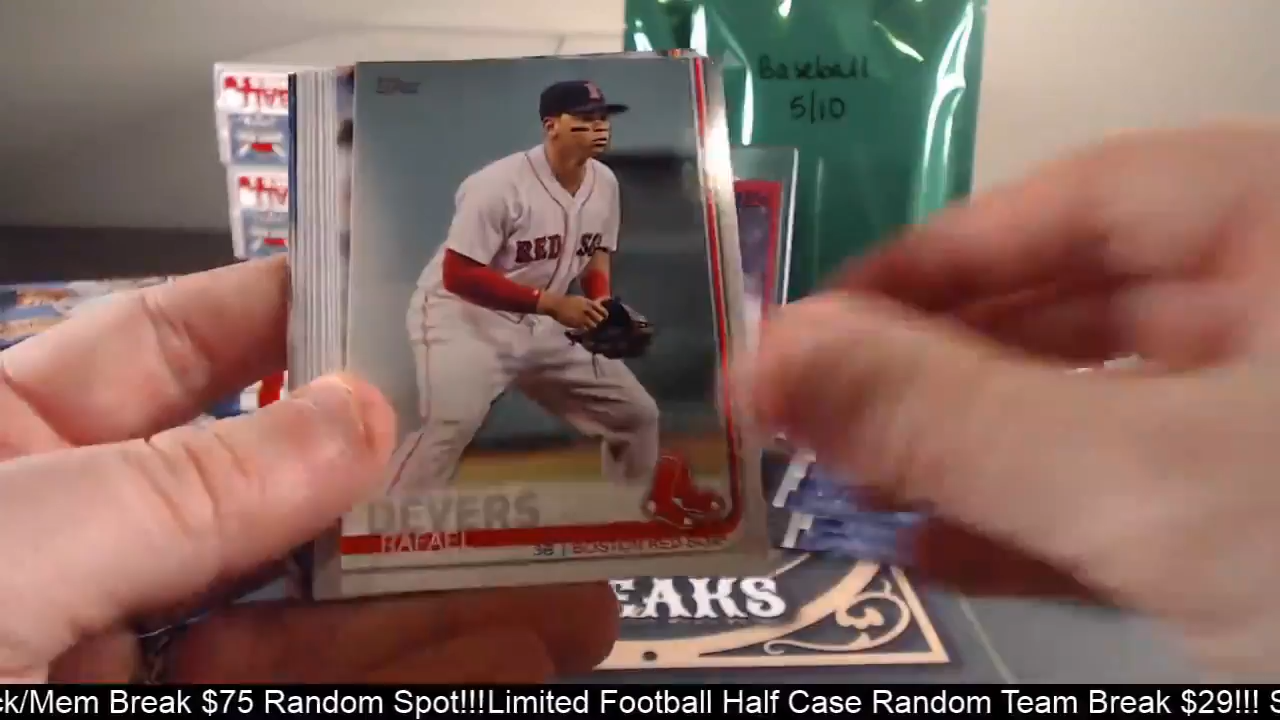 Baseball
5/10
Topps
RED SO
DEVERS
RAFAEL
3B | BOSTON RED SOX
EAKS
ck/Mem Break $75 Random Spot!!!Limited Football Half Case Random Team Break $29!!! S